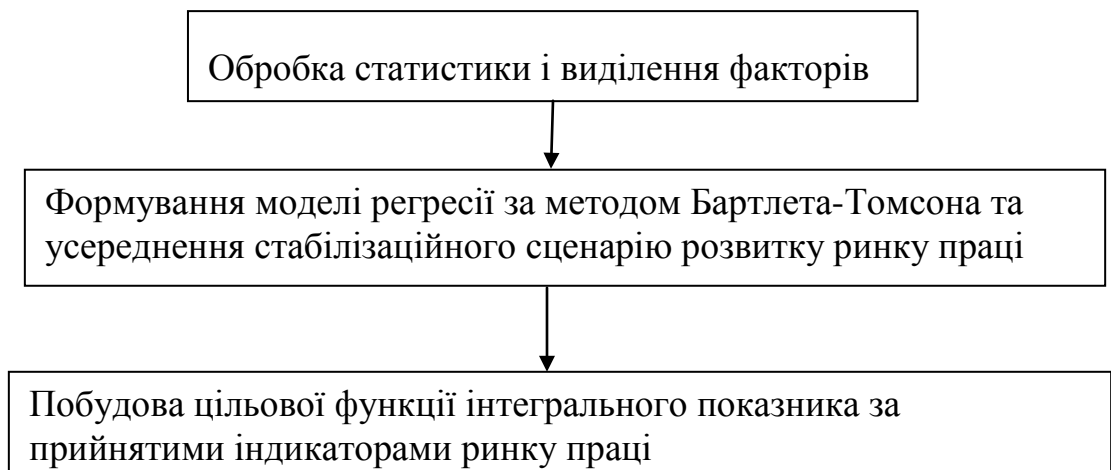 Обробка статистики і виділення факторів
Формування моделі регресії за методом Бартлета-Томсона та
усереднення стабілізаційного сценарію розвитку ринку праці
Побудова цільової функції інтегрального показника за
прийнятими індикаторами ринку праці